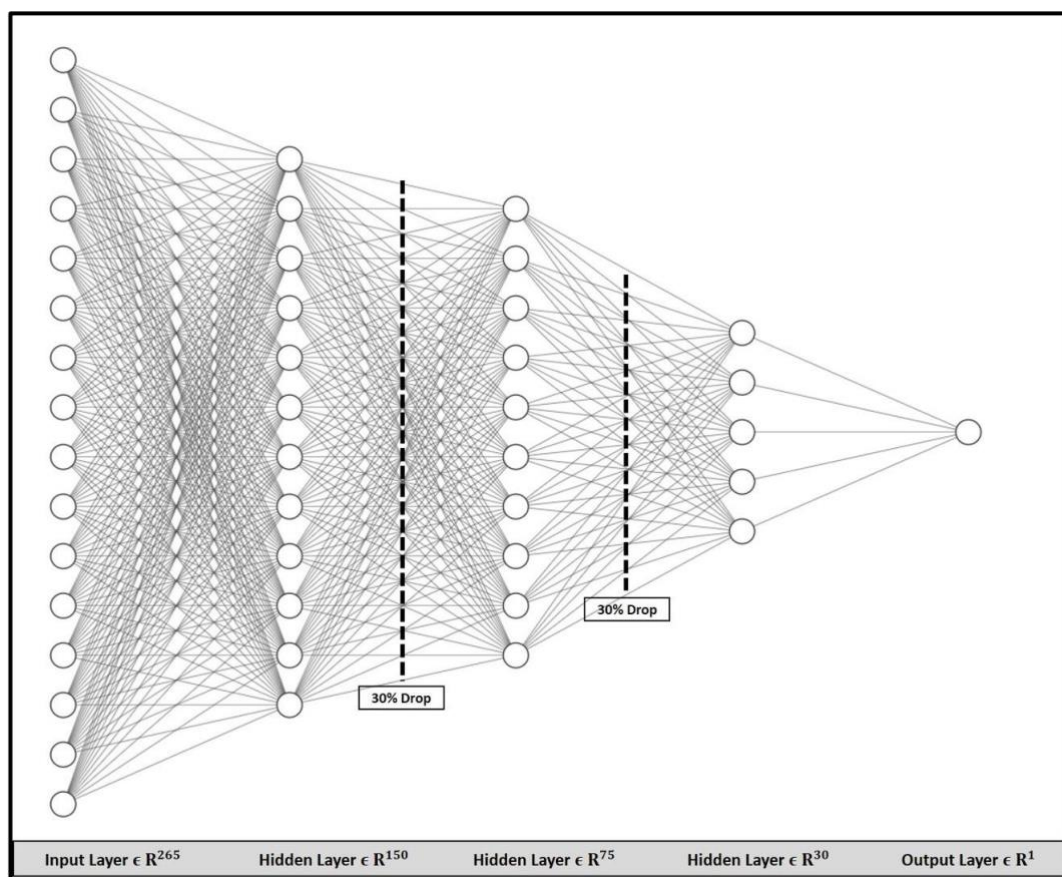 30% Drop
30% Drop
Input Layer ϵ R²⁶⁵ Hidden Layer ϵ R¹⁵⁰ Hidden Layer ϵ R⁷⁵ Hidden Layer ϵ R³⁰ Output Layer ϵ R¹